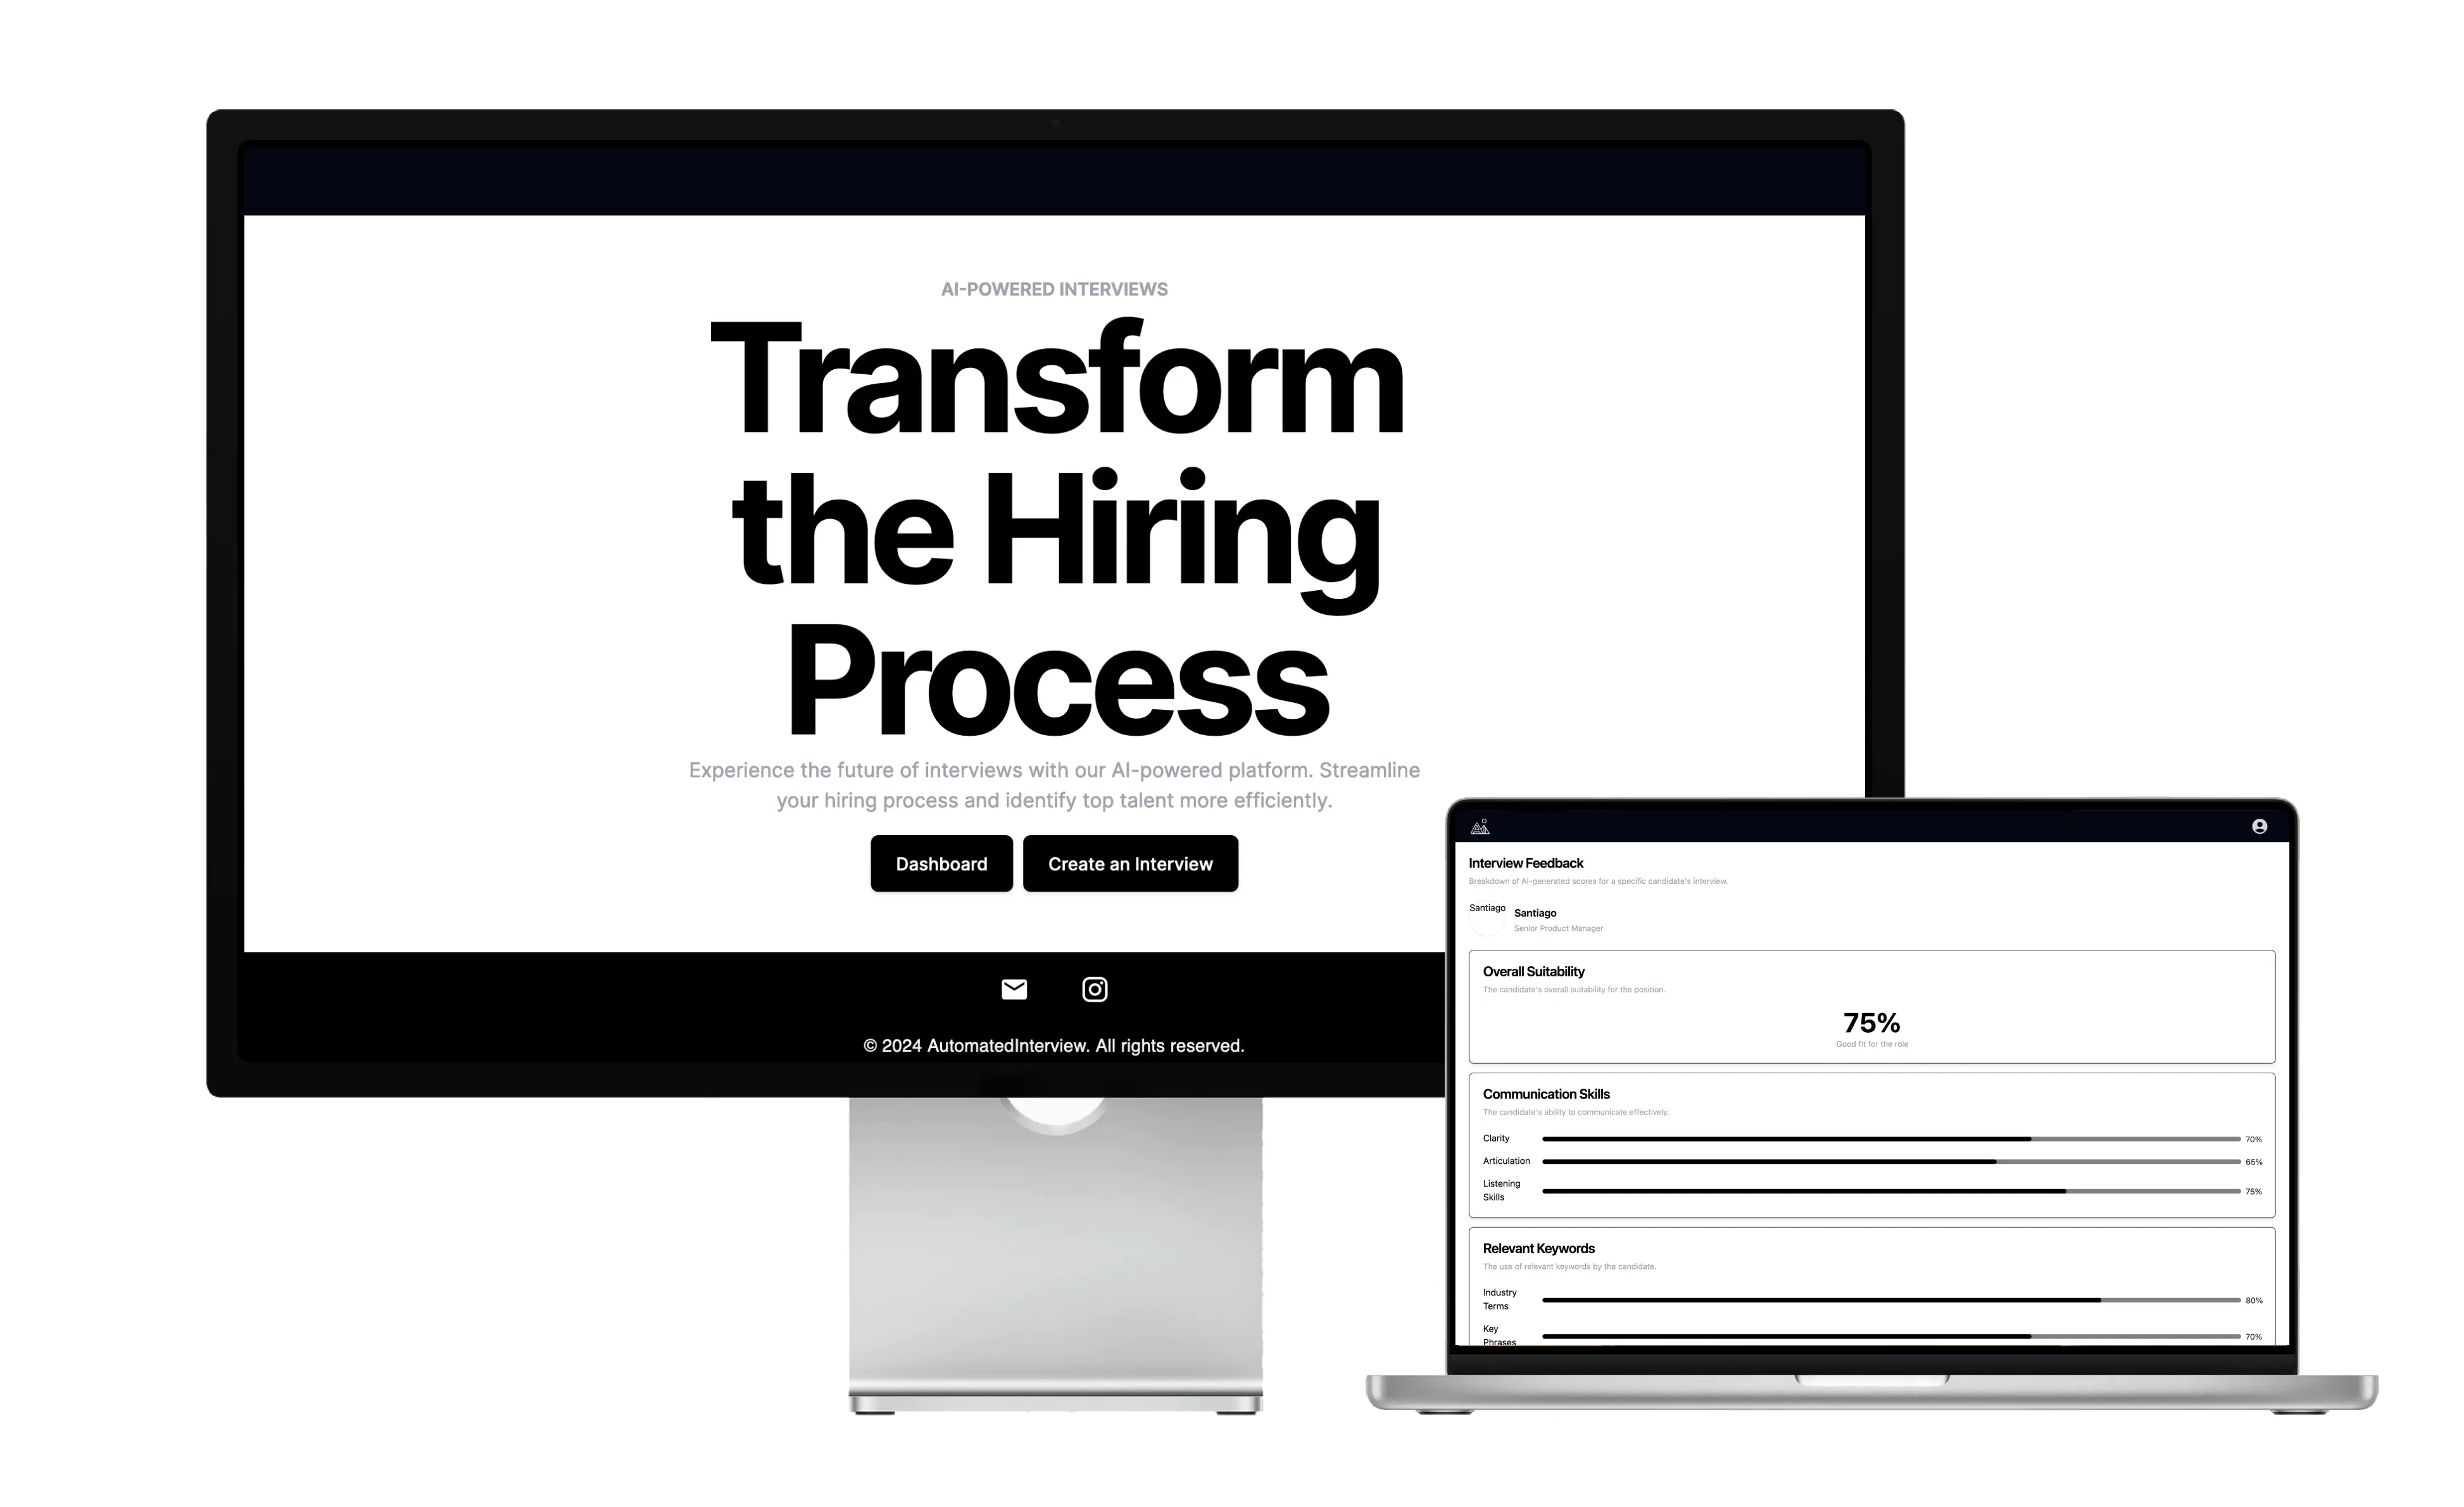 AI-POWERED INTERVIEWS
Transform
the Hiring
Process
Experience the future of interviews with our AI-powered platform. Streamline
your hiring process and identify top talent more efficiently.
Dashboard
Create an Interview
© 2024 AutomatedInterview. All rights reserved.
Interview Feedback
Breakdown of AI-generated scores for a specific candidate's interview.
Santiago
Santiago
Senior Product Manager
Overall Suitability
The candidate's overall suitability for the position.
75%
Good fit for the role
Communication Skills
The candidate's ability to communicate effectively.
Clarity 70%
Articulation 65%
Listening
Skills 75%
Relevant Keywords
The use of relevant keywords by the candidate.
Industry
Terms 80%
Key
Phrases 70%